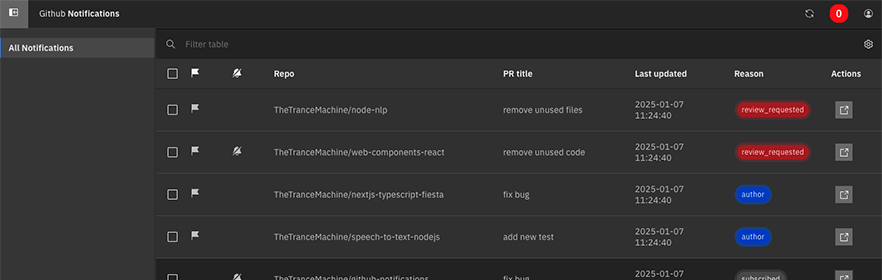 Github Notifications
0
All Notifications
Filter table
Repo PR title Last updated Reason Actions
TheTranceMachine/node-nlp remove unused files 2025-01-07 11:24:40 review_requested
TheTranceMachine/web-components-react remove unused code 2025-01-07 11:24:40 review_requested
TheTranceMachine/nextjs-typescript-fiesta fix bug 2025-01-07 11:24:40 author
TheTranceMachine/speech-to-text-nodejs add new test 2025-01-07 11:24:40 author
TheTranceMachine/github-notifications fix bug 2025-01-07 subscribed